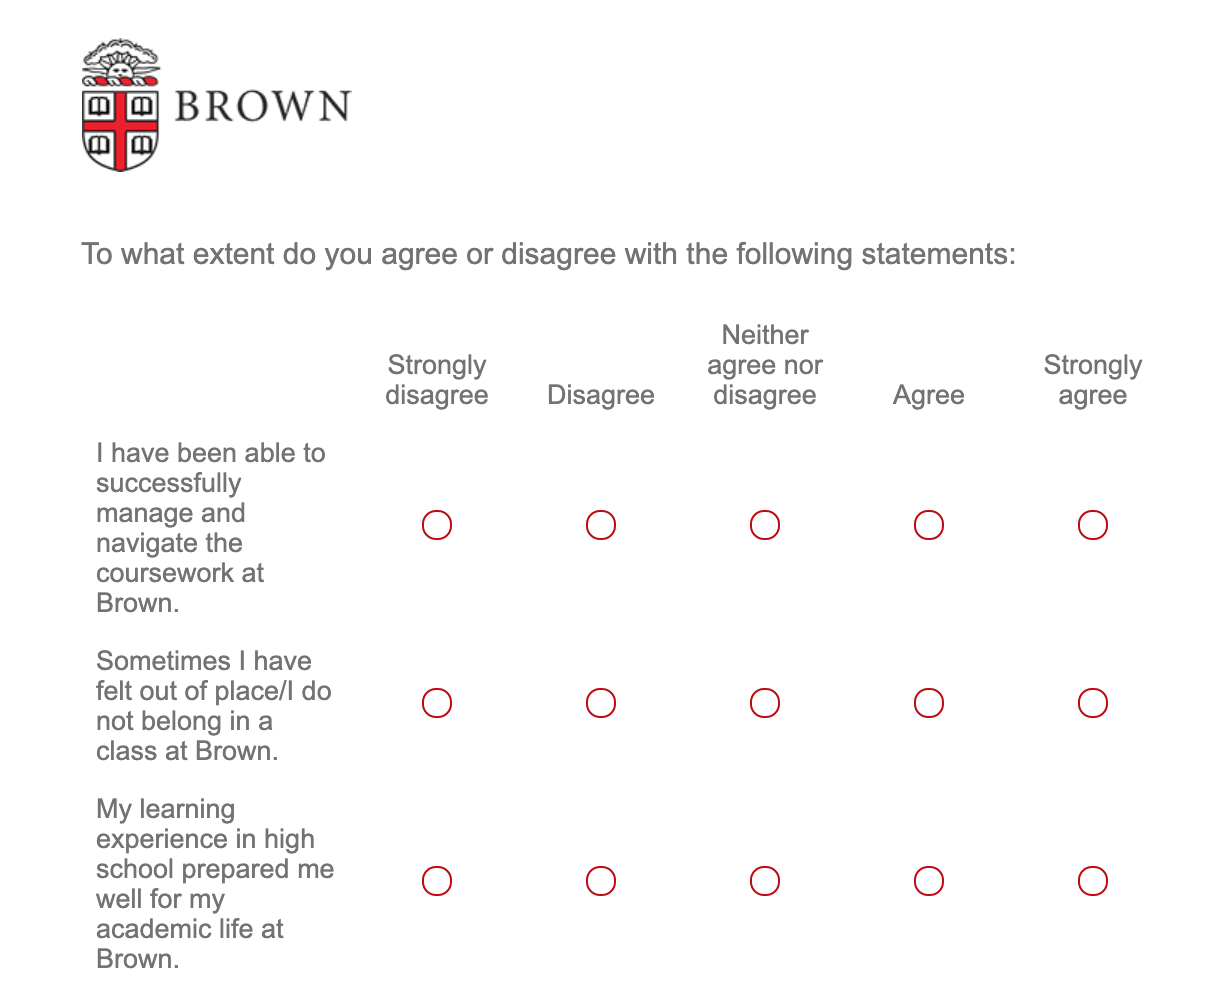 BROWN
To what extent do you agree or disagree with the following statements:
Strongly disagree
Disagree
Neither agree nor disagree
Agree
Strongly agree
I have been able to
successfully
manage and
navigate the
coursework at
Brown.
Sometimes I have
felt out of place/I do
not belong in a
class at Brown.
My learning
experience in high
school prepared me
well for my
academic life at
Brown.